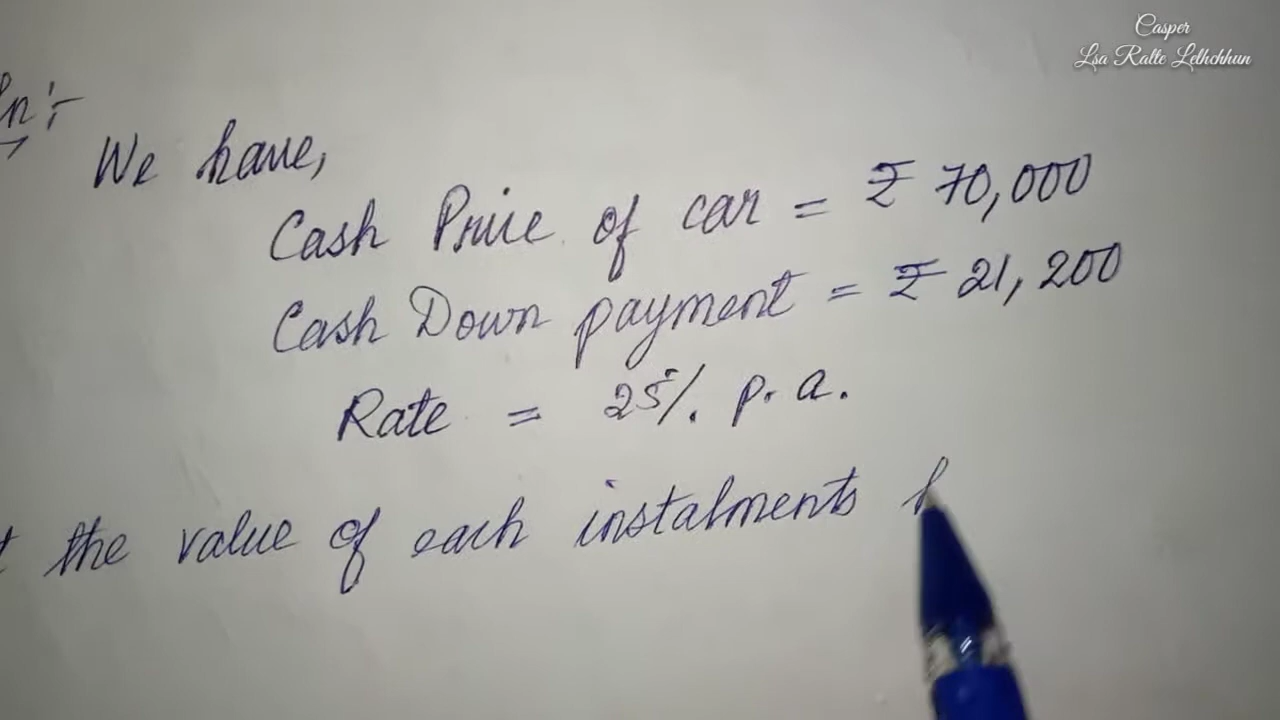 Casper
Lsa Ralte Lethchhun
We have,
Cash Price of car = ₹ 70,000
Cash Down payment = ₹ 21,200
Rate = 25%. p.a.
the value of each instalments